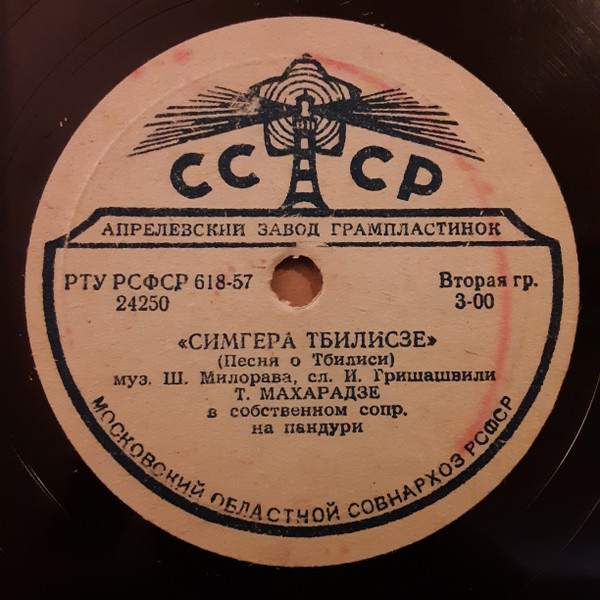 СССР
АПРЕЛЕВСКИЙ ЗАВОД ГРАМПЛАСТИНОК
РТУ РСФСР 618-57
24250
Вторая гр.
3-00
«СИМГЕРА ТБИЛИСЗЕ»
(Песня о Тбилиси)
муз. Ш. Милорава, сл. И. Гришашвили
Т. МАХАРАДЗЕ
в собственном сопр.
на пандури
МОСКОВСКИЙ ОБЛАСТНОЙ СОВНАРХОЗ РСФСР